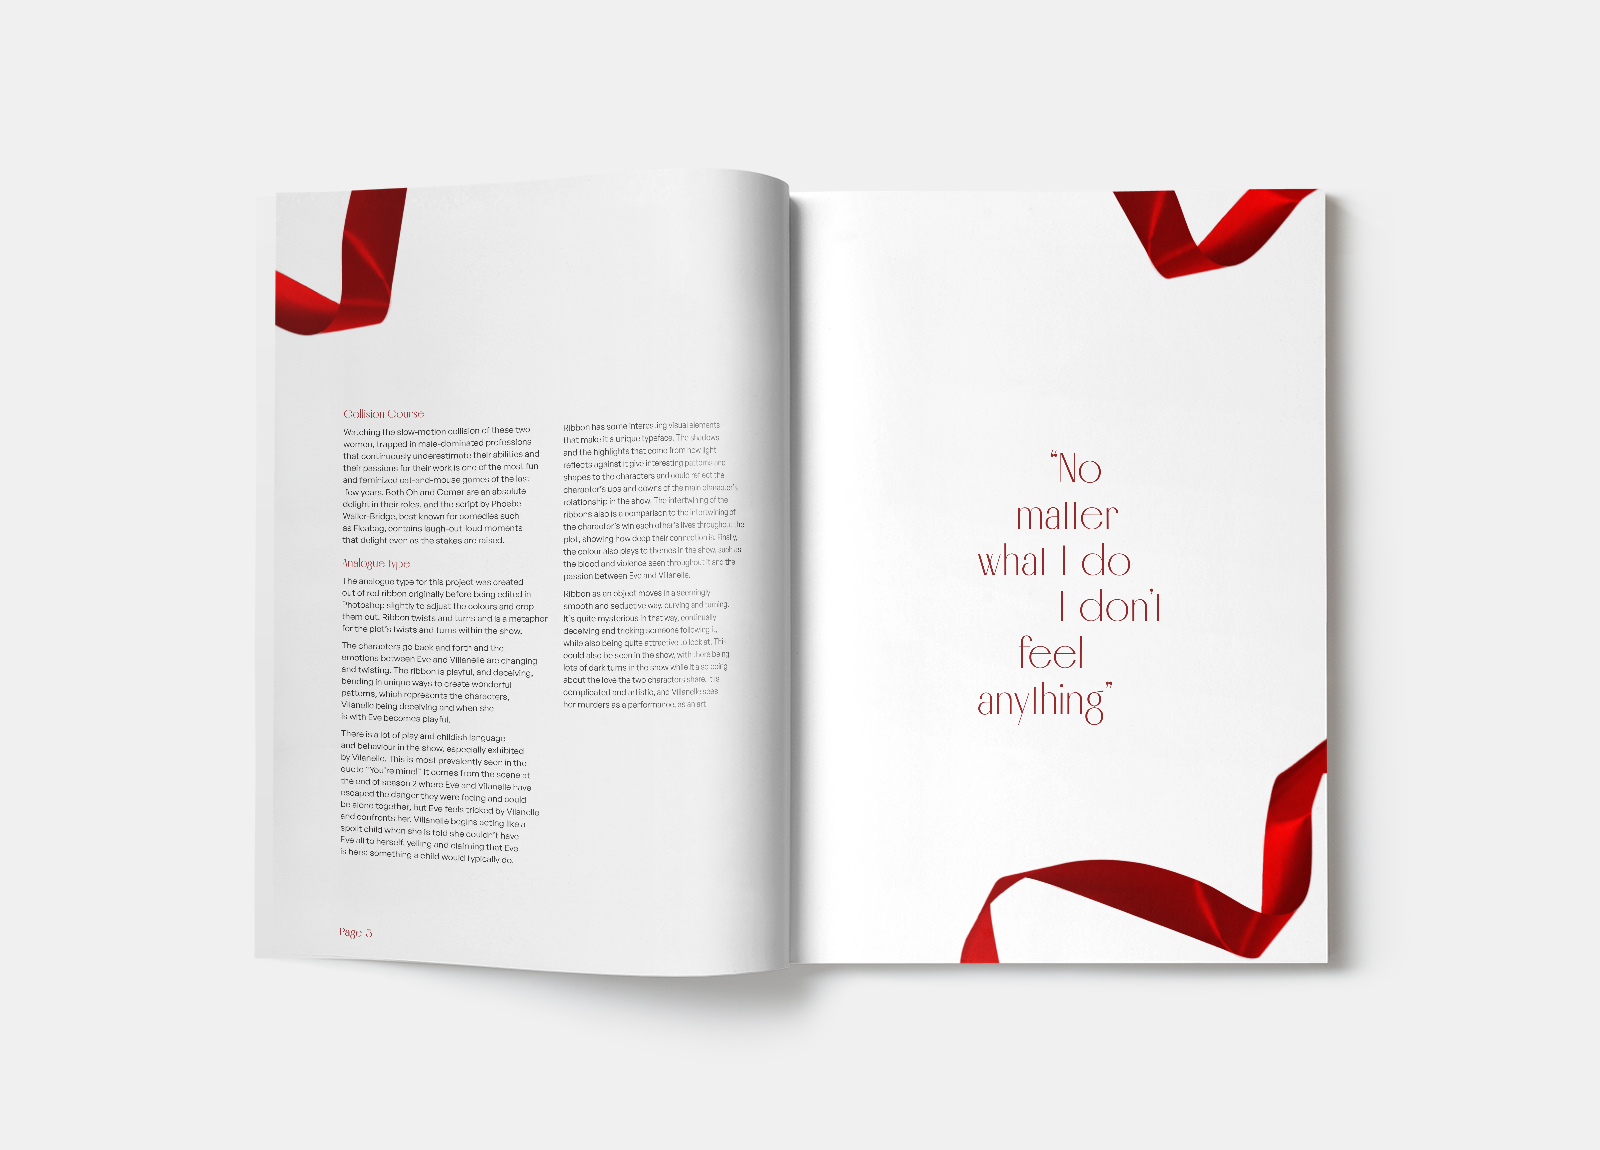 Collision Course
Watching the slow-motion collision of these two
women, trapped in male-dominated professions
that continuously underestimate their abilities and
their passions for their work is one of the most fun
and feminized cat-and-mouse games of the last
few years. Both Oh and Comer are an absolute
delight in their roles, and the script by Phoebe
Waller-Bridge, best known for comedies such
as Fleabag, contains laugh-out-loud moments
that delight even as the stakes are raised.
Analogue type
The analogue type for this project was created
out of red ribbon originally before being edited in
Photoshop slightly to adjust the colours and crop
them out. Ribbon twists and turns and is a metaphor
for the plot's twists and turns within the show.
The characters go back and forth and the
emotions between Eve and Villanelle are changing
and twisting. The ribbon is playful, and deceiving,
bending in unique ways to create wonderful
patterns, which represents the characters,
Vilanelle being deceiving and when she
is with Eve becomes playful.
There is a lot of play and childish language
and behaviour in the show, especially exhibited
by Vilanelle. This is most prevalently seen in the
quote "You're mine!" It comes from the scene at
the end of season 2 where Eve and Vilanelle have
escaped the danger they were facing and could
be alone together, but Eve feels tricked by Vilanelle
and confronts her. Villanelle begins acting like a
spoilt child when she is told she couldn't have
Eve all to herself, yelling and claiming that Eve
is hers; something a child would typically do.
Ribbon has some interesting visual elements
that make it a unique typeface. The shadows
and the highlights that come from how light
reflects against it give interesting patterns and
shapes to the characters and could reflect the
character's ups and downs of the main character's
relationship in the show. The intertwining of the
ribbons also is a comparison to the intertwining of
the charactor's win each other's lives throughout the
plot, showing how deep their connection is. Finally,
the colour also plays to themes in the show, such as
the blood and violence seen throughout it and the
passion between Eve and Villanelle.
Ribbon as an object moves in a seemingly
smooth and seductive way, curving and turning.
It's quite mysterious in that way, continually
deceiving and tricking someone following it,
while also being quite attractive to look at. This
could also be seen in the show, with there being
lots of dark turns in the show while it also being
about the love the two characters share. It is
complicated and artistic, and Villanelle sees
her murders as a performance, as an art
Page 5
"No
matter
what I do
I don't
feel
anything"